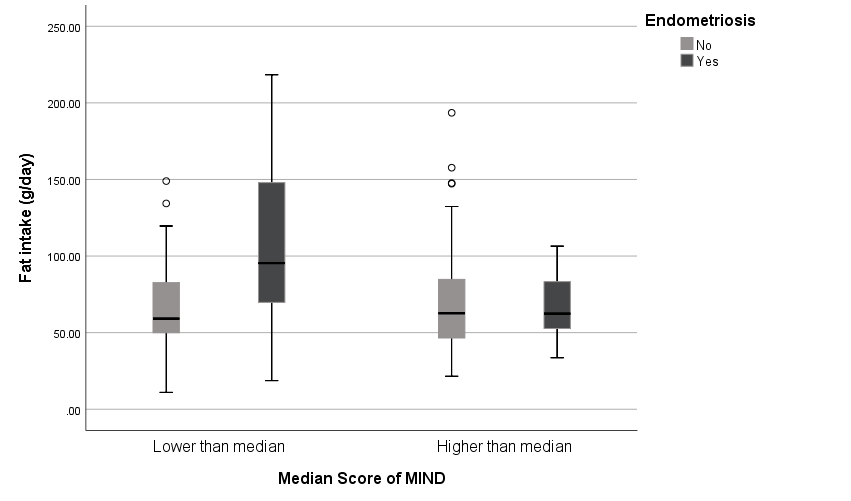 Endometriosis
No
Yes
250.00
200.00
150.00
100.00
50.00
.00
Fat intake (g/day)
Lower than median
Higher than median
Median Score of MIND